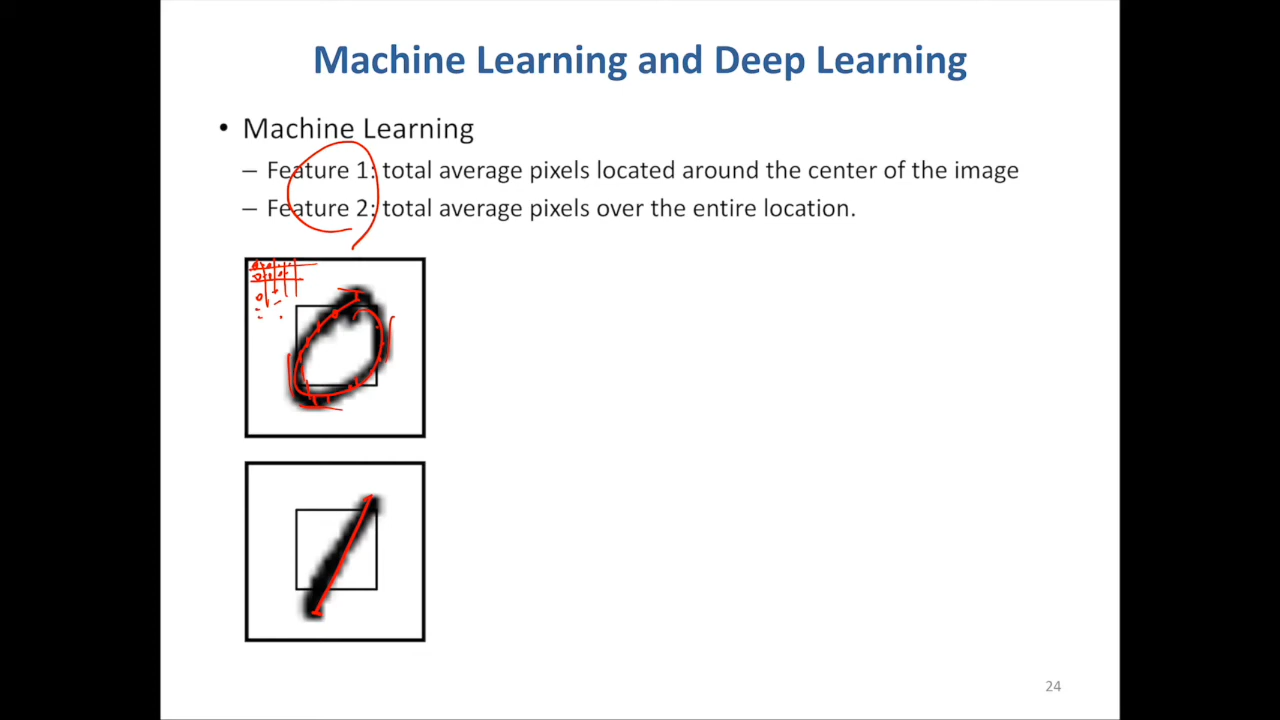 Machine Learning and Deep Learning
• Machine Learning
– Feature 1: total average pixels located around the center of the image
– Feature 2: total average pixels over the entire location.
24